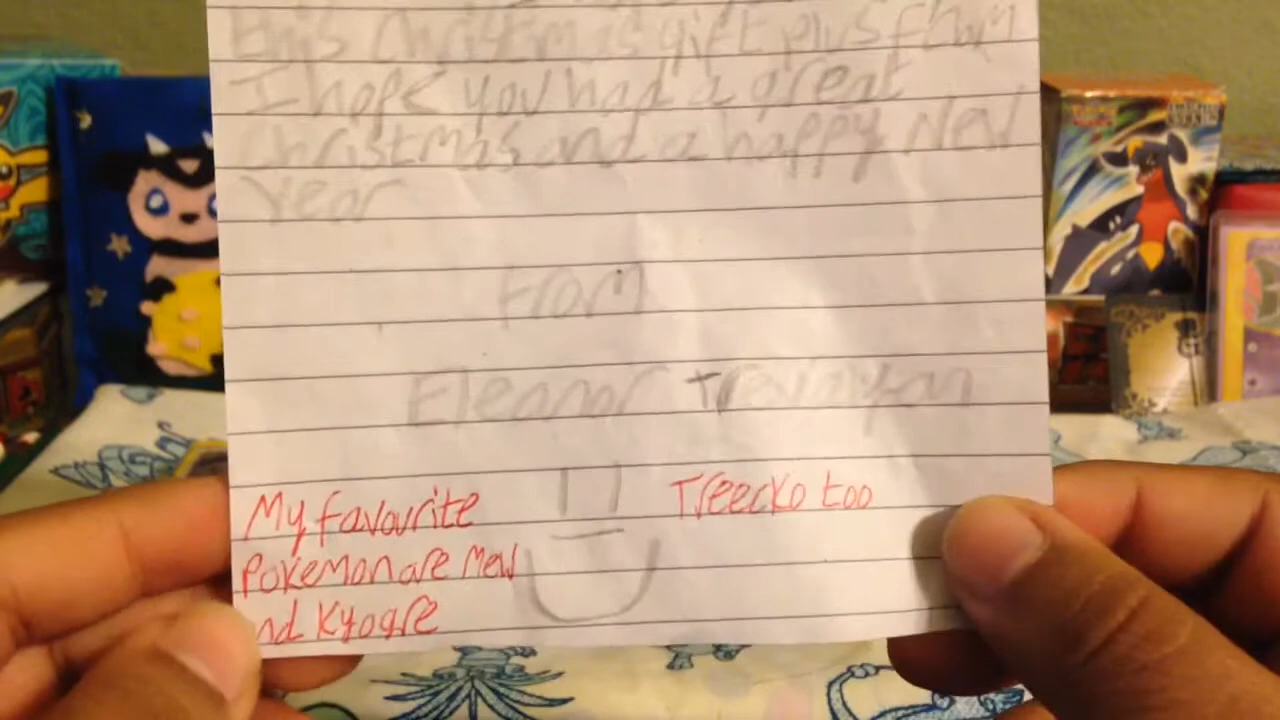 this Christmas gift plus from
I hope you had a great
Christmas and a happy New
year
From
Eleanor
My favourite
Pokemon are Mew
nd Kyogre
Treecko too